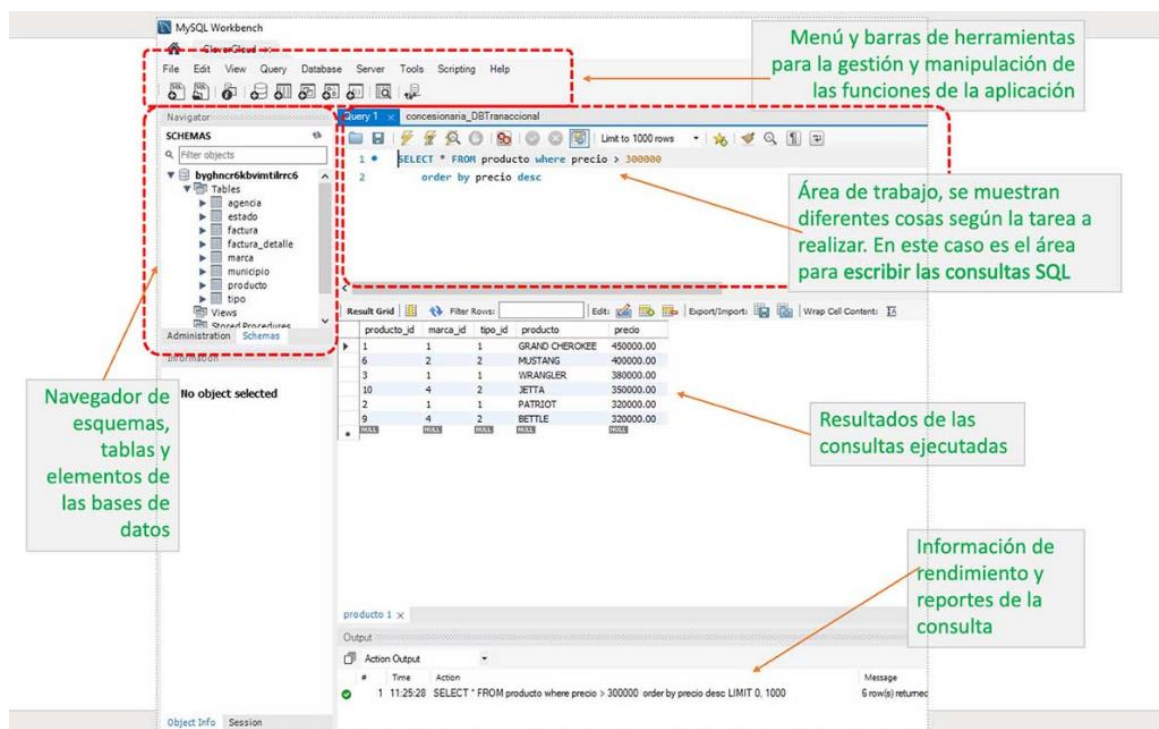 MySQL Workbench
CleverCloud
File Edit View Query Database Server Tools Scripting Help
Menú y barras de herramientas
para la gestión y manipulación de
las funciones de la aplicación
Navigator
SCHEMAS
Filter objects
byghncr6kbvimtilrrc6
Tables
agencia
estado
factura
factura_detalle
marca
municipio
producto
tipo
Views
Stored Procedures
Administration Schemas
Information
No object selected
Query 1 concesionaria_DBTranaccional
Limit to 1000 rows
1 SELECT * FROM producto where precio > 300000
2 order by precio desc
Área de trabajo, se muestran
diferentes cosas según la tarea a
realizar. En este caso es el área
para escribir las consultas SQL
Result Grid Filter Rows: Edit: Export/Import: Wrap Cell Content:
producto_id marca_id tipo_id producto precio
1 1 1 GRAND CHEROKEE 450000.00
6 2 2 MUSTANG 400000.00
3 1 1 WRANGLER 380000.00
10 4 2 JETTA 350000.00
2 1 1 PATRIOT 320000.00
9 4 2 BETTLE 320000.00
NULL NULL NULL NULL NULL
Navegador de
esquemas,
tablas y
elementos de
las bases de
datos
Resultados de las
consultas ejecutadas
Información de
rendimiento y
reportes de la
consulta
producto 1
Output
Action Output
# Time Action Message
1 11:25:28 SELECT * FROM producto where precio > 300000 order by precio desc LIMIT 0, 1000 6 row(s) returned
Object Info Session